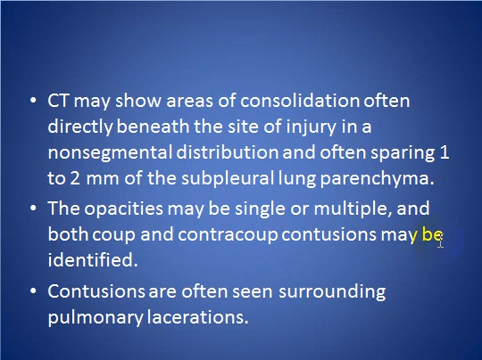 • CT may show areas of consolidation often
directly beneath the site of injury in a
nonsegmental distribution and often sparing 1
to 2 mm of the subpleural lung parenchyma.
• The opacities may be single or multiple, and
both coup and contracoup contusions may be
identified.
• Contusions are often seen surrounding
pulmonary lacerations.